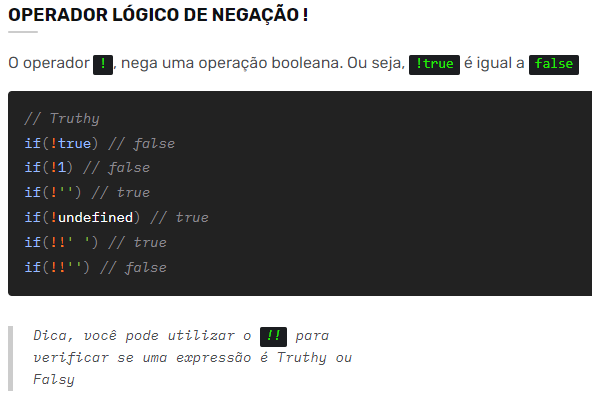 OPERADOR LÓGICO DE NEGAÇÃO !
O operador !, nega uma operação booleana. Ou seja, !true é igual a false
// Truthy
if(!true) // false
if(!1) // false
if(!'') // true
if(!undefined) // true
if(!!' ') // true
if(!!'') // false
Dica, você pode utilizar o !! para
verificar se uma expressão é Truthy ou
Falsy